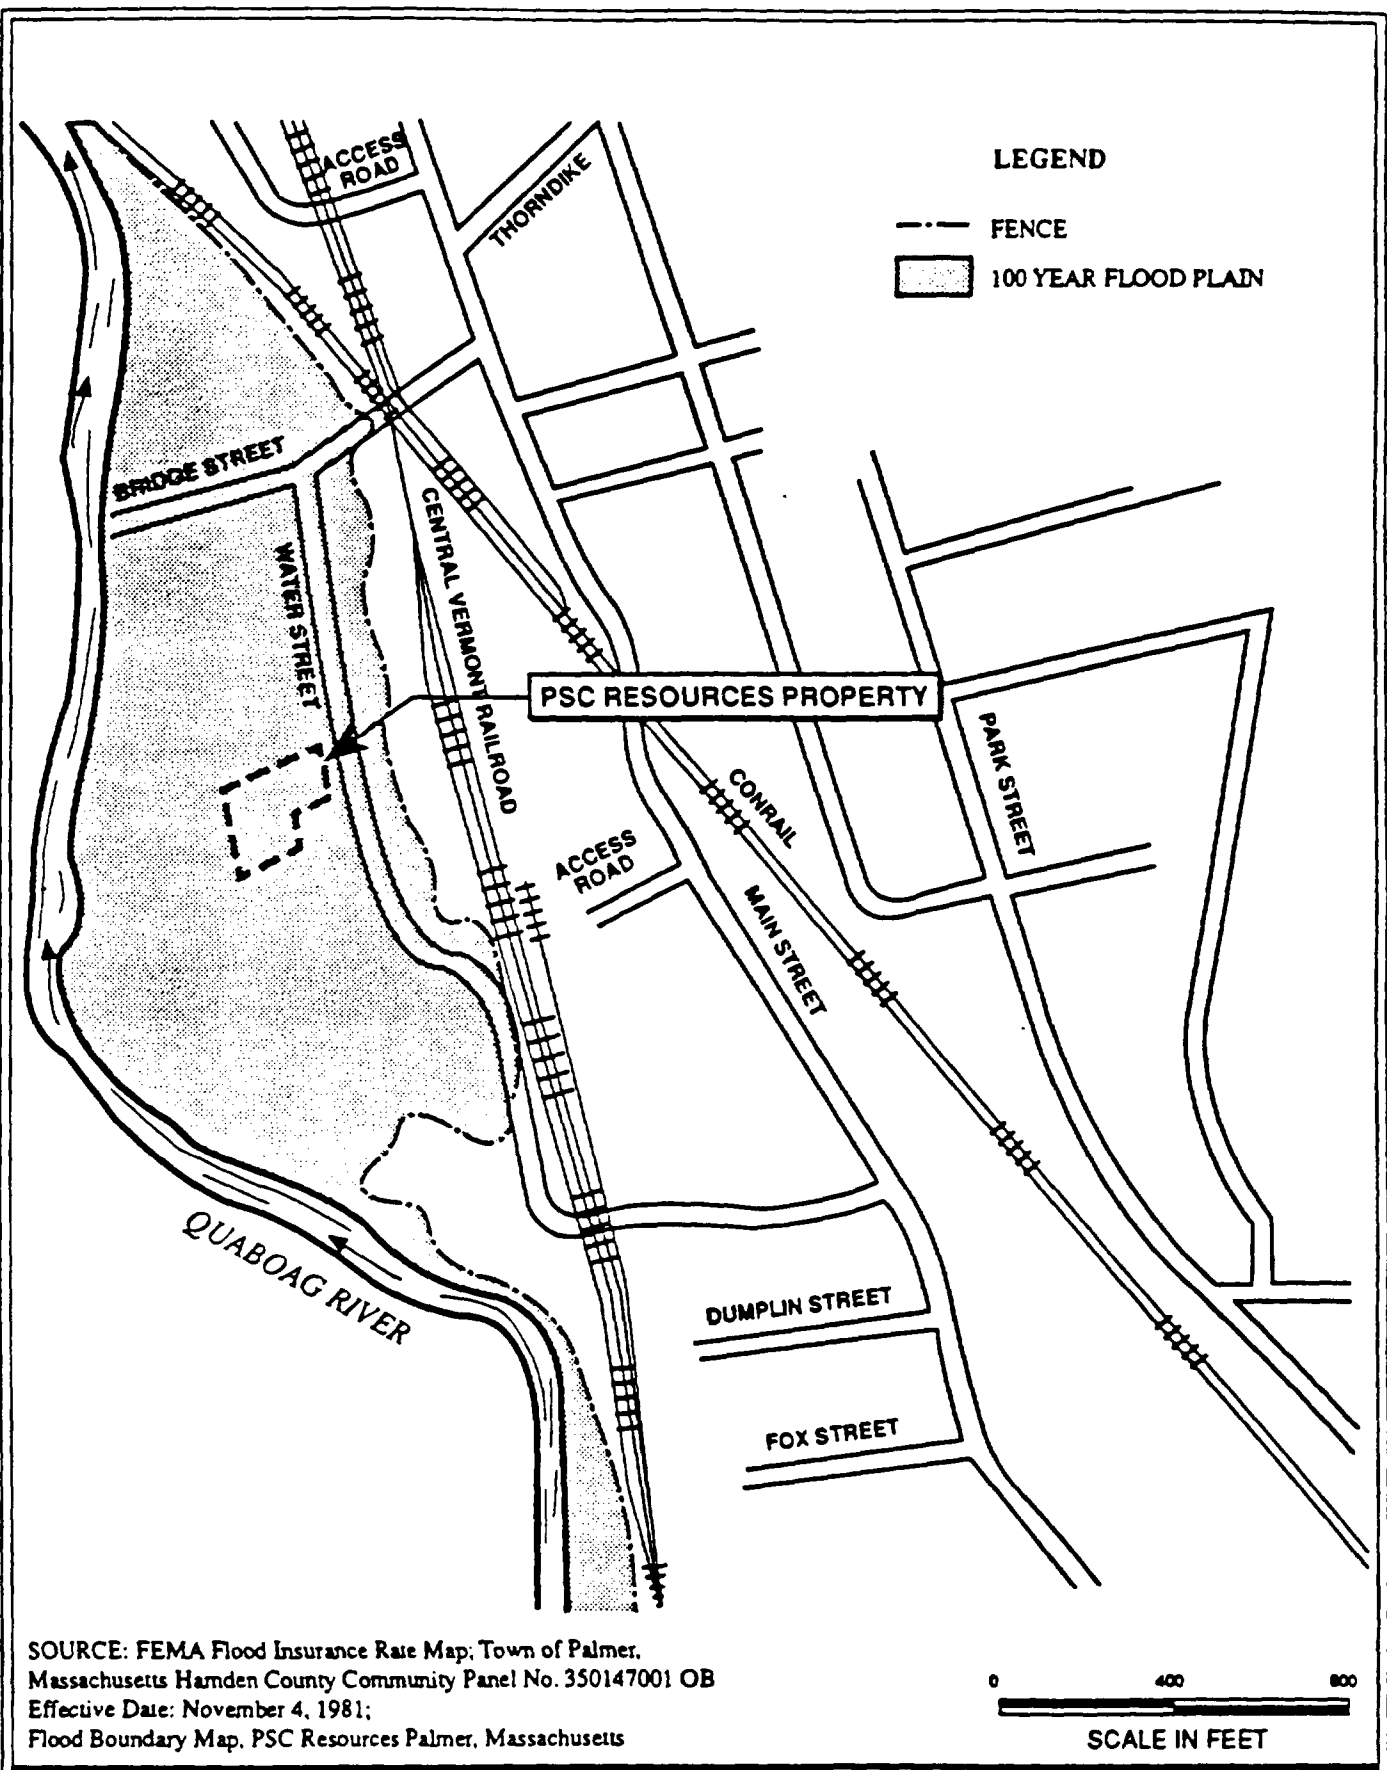 LEGEND
FENCE
100 YEAR FLOOD PLAIN
ACCESS
ROAD
THORNDIKE
BRIDGE STREET
WATER STREET
CENTRAL VERMONT RAILROAD
PSC RESOURCES PROPERTY
PARK STREET
CONRAIL
ACCESS
ROAD
MAIN STREET
QUABOAG RIVER
DUMPLIN STREET
FOX STREET
SOURCE: FEMA Flood Insurance Rate Map; Town of Palmer,
Massachusetts Hamden County Community Panel No. 350147001 OB
Effective Date: November 4, 1981;
Flood Boundary Map, PSC Resources Palmer, Massachusetts
0 400 800
SCALE IN FEET